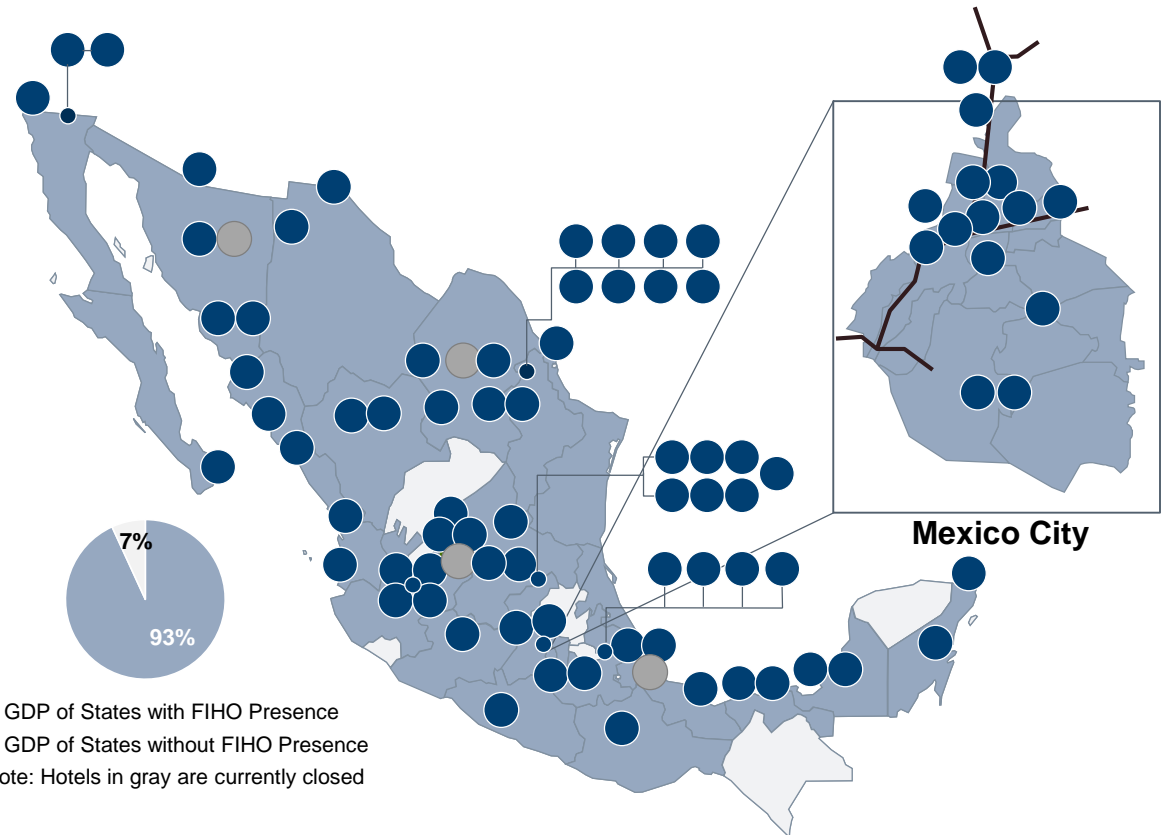 Mexico City
7%
93%
GDP of States with FIHO Presence
GDP of States without FIHO Presence
ote: Hotels in gray are currently closed